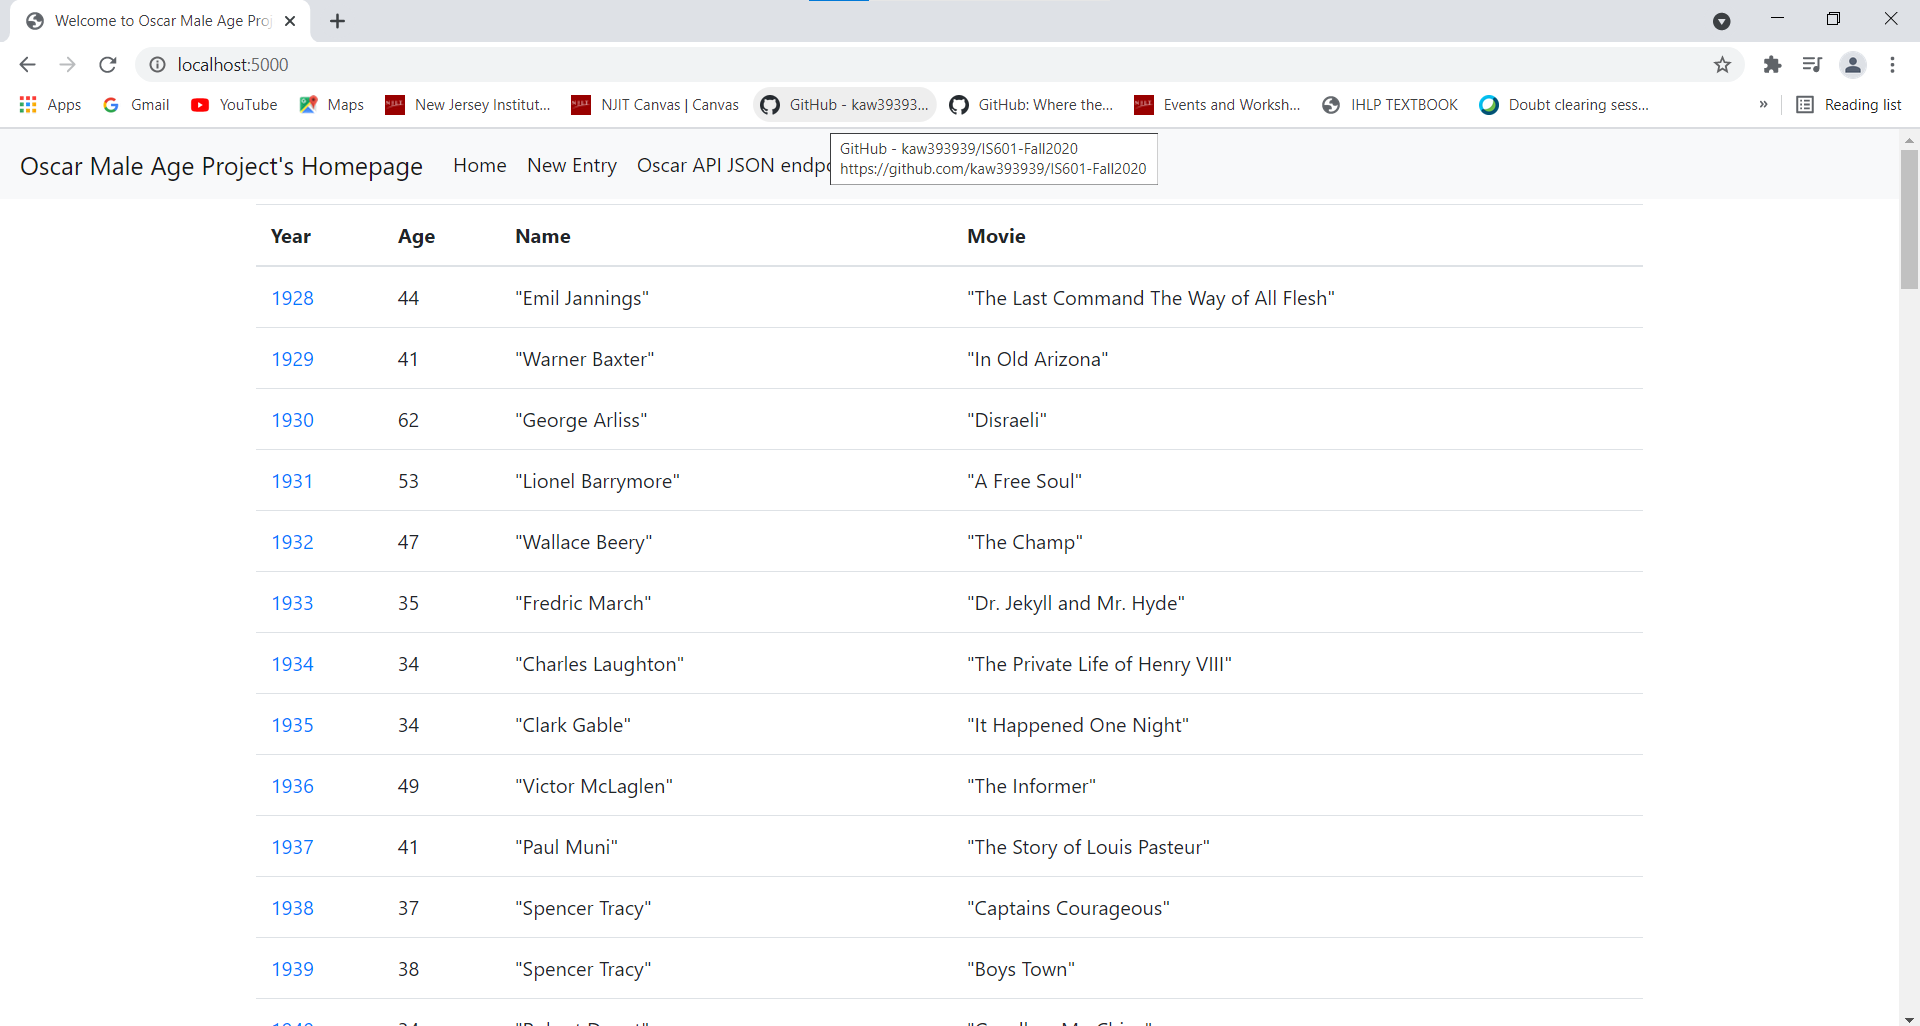 Welcome to Oscar Male Age Proj
localhost:5000
Apps Gmail YouTube Maps New Jersey Institut... NJIT Canvas | Canvas GitHub - kaw39393... GitHub: Where the... Events and Worksh... IHLP TEXTBOOK Doubt clearing sess... » Reading list
GitHub - kaw393939/IS601-Fall2020
https://github.com/kaw393939/IS601-Fall2020
Oscar Male Age Project's Homepage Home New Entry Oscar API JSON endpo
Year Age Name Movie
1928 44 "Emil Jannings" "The Last Command The Way of All Flesh"
1929 41 "Warner Baxter" "In Old Arizona"
1930 62 "George Arliss" "Disraeli"
1931 53 "Lionel Barrymore" "A Free Soul"
1932 47 "Wallace Beery" "The Champ"
1933 35 "Fredric March" "Dr. Jekyll and Mr. Hyde"
1934 34 "Charles Laughton" "The Private Life of Henry VIII"
1935 34 "Clark Gable" "It Happened One Night"
1936 49 "Victor McLaglen" "The Informer"
1937 41 "Paul Muni" "The Story of Louis Pasteur"
1938 37 "Spencer Tracy" "Captains Courageous"
1939 38 "Spencer Tracy" "Boys Town"